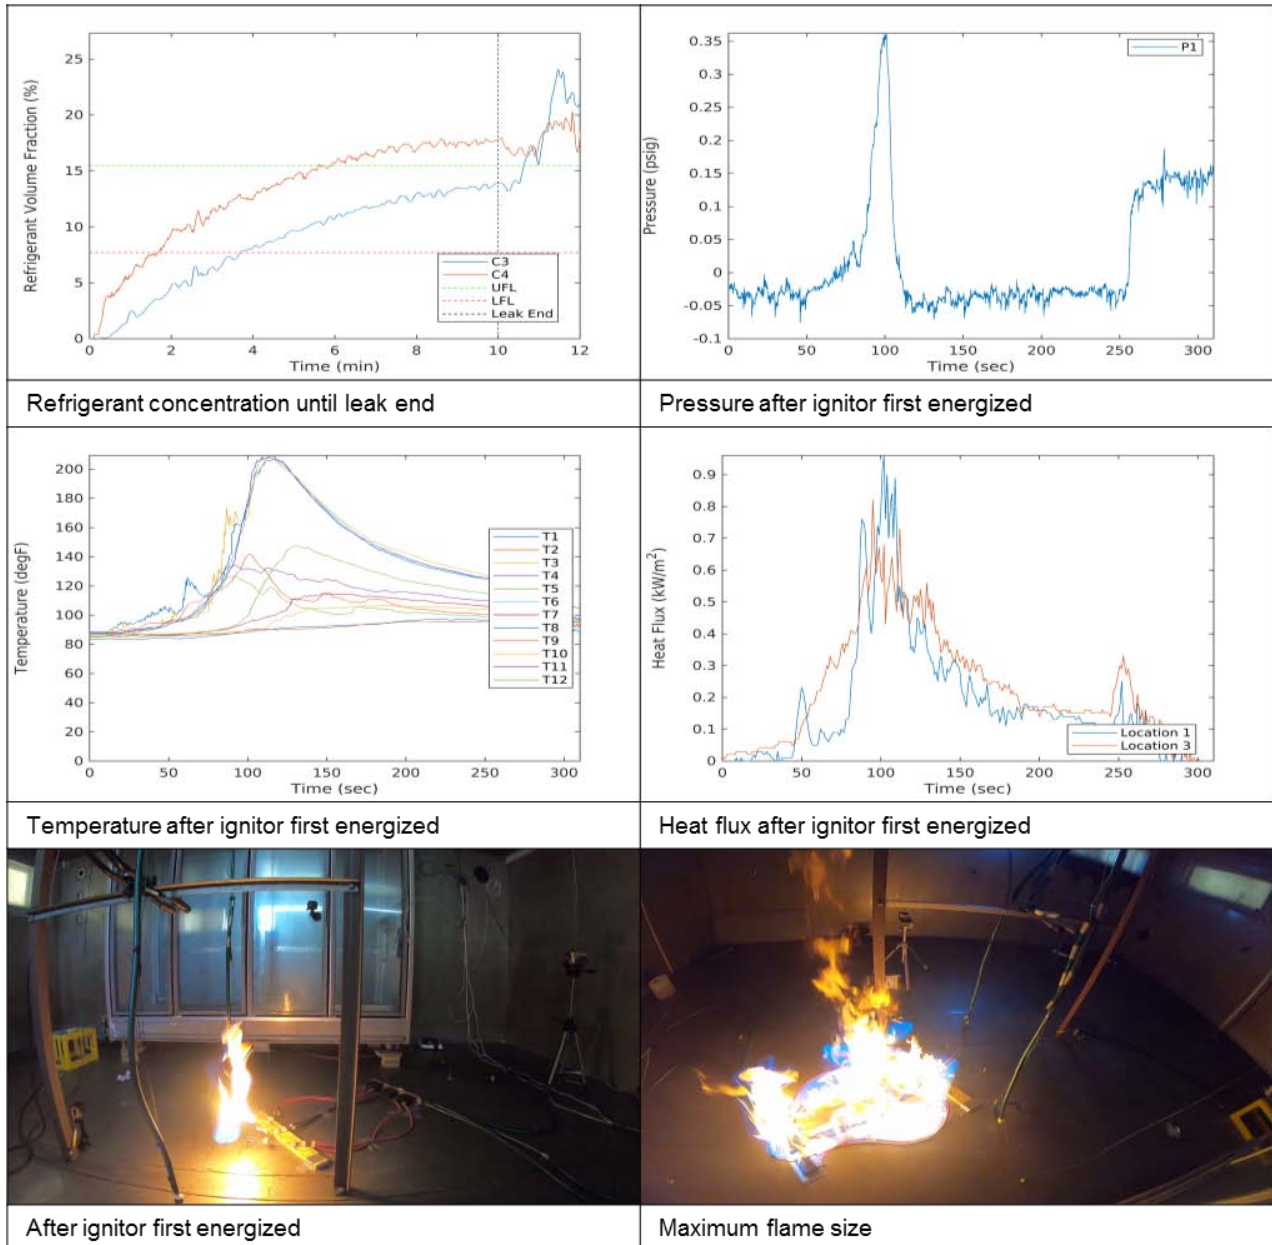 Refrigerant Volume Fraction (%)
25
20
15
10
5
0
0 2 4 6 8 10 12
Time (min)
C3
C4
UFL
LFL
Leak End
Pressure (psig)
0.35
0.3
0.25
0.2
0.15
0.1
0.05
0
-0.05
-0.1
0 50 100 150 200 250 300
Time (sec)
P1
Refrigerant concentration until leak end
Pressure after ignitor first energized
Temperature (degF)
200
180
160
140
120
100
80
60
40
20
0
0 50 100 150 200 250 300
Time (sec)
T1
T2
T3
T4
T5
T6
T7
T8
T9
T10
T11
T12
Heat Flux (kW/m²)
0.9
0.8
0.7
0.6
0.5
0.4
0.3
0.2
0.1
0
0 50 100 150 200 250 300
Time (sec)
Location 1
Location 3
Temperature after ignitor first energized
Heat flux after ignitor first energized
After ignitor first energized
Maximum flame size